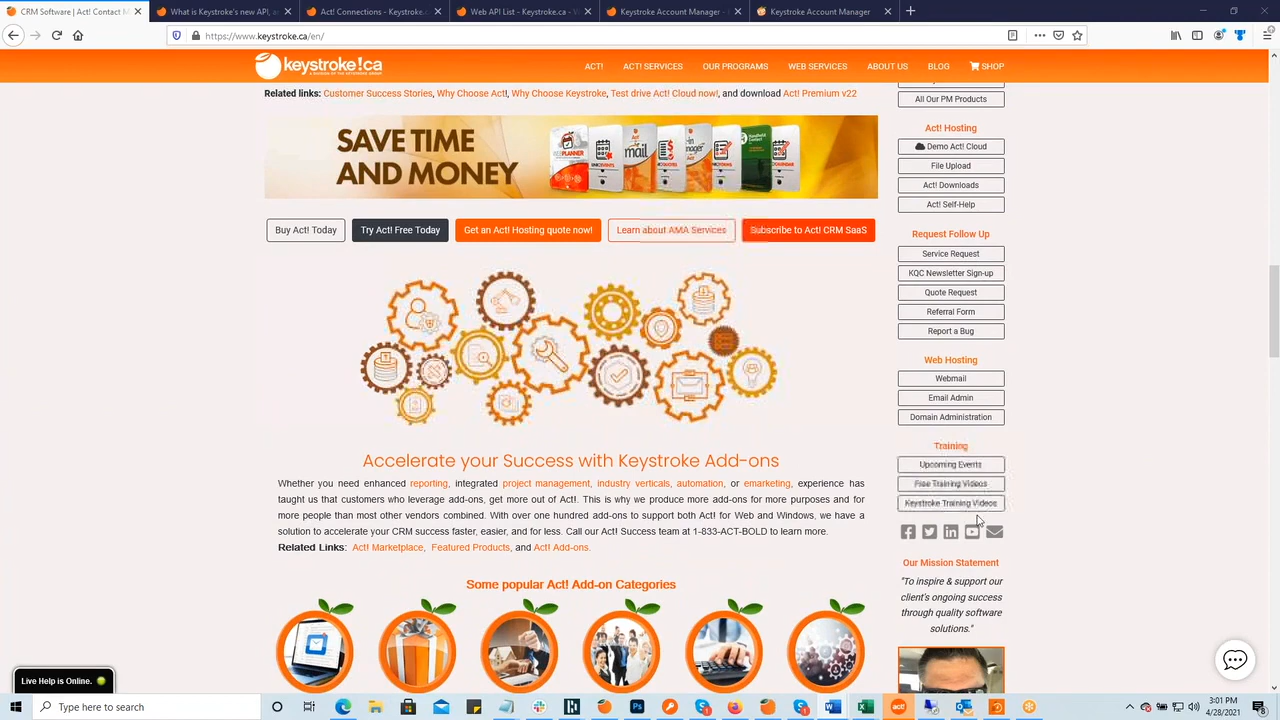 CRM Software | Act! Contact M
What is Keystroke's new API, a
Act! Connections - Keystroke.c
Web API List - Keystroke.ca - W
Keystroke Account Manager - K
Keystroke Account Manager
https://www.keystroke.ca/en/
keystroke!ca
ACT!
ACT! SERVICES
OUR PROGRAMS
WEB SERVICES
ABOUT US
BLOG
SHOP
Related links: Customer Success Stories, Why Choose Act!, Why Choose Keystroke, Test drive Act! Cloud now!, and download Act! Premium v22
SAVE TIME
AND MONEY
Buy Act! Today
Try Act! Free Today
Get an Act! Hosting quote now!
Learn about AMA Services
Subscribe to Act! CRM SaaS
Accelerate your Success with Keystroke Add-ons
Whether you need enhanced reporting, integrated project management, industry verticals, automation, or emarketing, experience has
taught us that customers who leverage add-ons, get more out of Act!. This is why we produce more add-ons for more purposes and for
more people than most other vendors combined. With over one hundred add-ons to support both Act! for Web and Windows, we have a
solution to accelerate your CRM success faster, easier, and for less. Call our Act! Success team at 1-833-ACT-BOLD to learn more.
Related Links: Act! Marketplace, Featured Products, and Act! Add-ons.
Some popular Act! Add-on Categories
All Our PM Products
Act! Hosting
Demo Act! Cloud
File Upload
Act! Downloads
Act! Self-Help
Request Follow Up
Service Request
KQC Newsletter Sign-up
Quote Request
Referral Form
Report a Bug
Web Hosting
Webmail
Email Admin
Domain Administration
Training
Upcoming Events
Free Training Videos
Keystroke Training Videos
Our Mission Statement
"To inspire & support our
client's ongoing success
through quality software
solutions."
Live Help is Online.
Type here to search
3:01 PM
4/28/2021